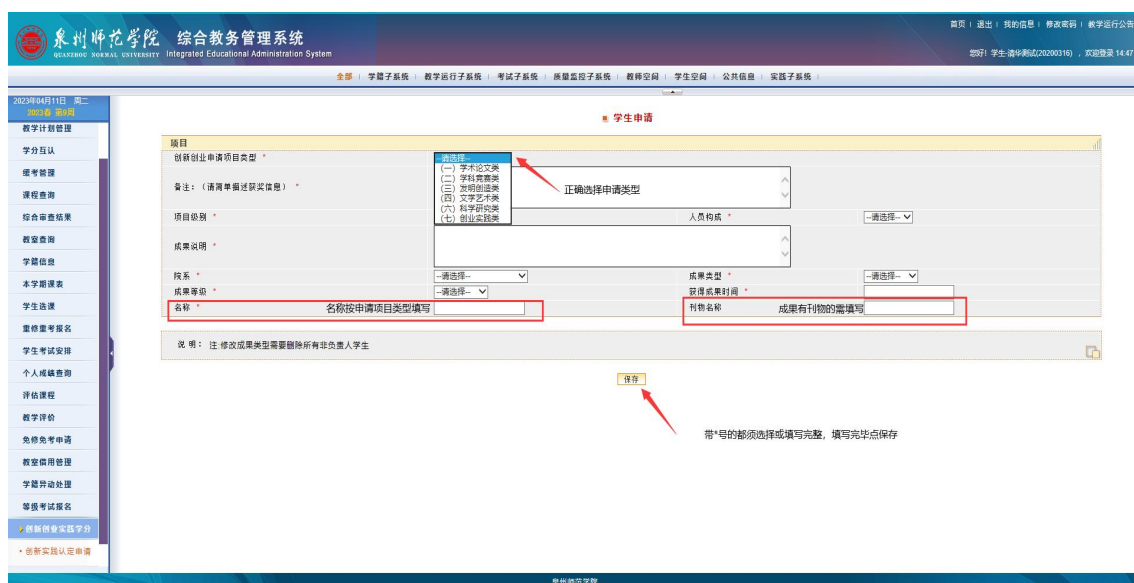 首页 | 退出 | 我的信息 | 修改密码 | 教学运行公告
泉州师范学院 综合教务管理系统
QUANZHOU NORMAL UNIVERSITY Integrated Educational Administration System
您好! 学生-清华测试(20200316) ，欢迎登录 14:47
全部 | 学籍子系统 | 教学运行子系统 | 考试子系统 | 质量监控子系统 | 教师空间 | 学生空间 | 公共信息 | 实践子系统 |
2023年04月11日 周二
2023春 第9周
教学计划管理
学分互认
缓考管理
课程查询
综合审查结果
教室查询
学籍信息
本学期课表
学生选课
重修重考报名
学生考试安排
个人成绩查询
评估课程
教学评价
免修免考申请
教室借用管理
学籍异动处理
等级考试报名
创新创业实践学分
• 创新实践认定申请
学生申请
项目
创新创业申请项目类型 *
--请选择--
(一) 学术论文类
(二) 学科竞赛类
(三) 发明创造类
(四) 文学艺术类
(六) 科学研究类
(七) 创业实践类
正确选择申请类型
备注：（请简单描述获奖信息） *
项目级别 * 人员构成 * --请选择--
成果说明 *
院系 * --请选择-- 成果类型 * --请选择--
成果等级 * --请选择-- 获得成果时间 *
名称 * 名称按申请项目类型填写 刊物名称 成果有刊物的需填写
说 明： 注:修改成果类型需要删除所有非负责人学生
保存
带*号的都须选择或填写完整，填写完毕点保存
泉州师范学院